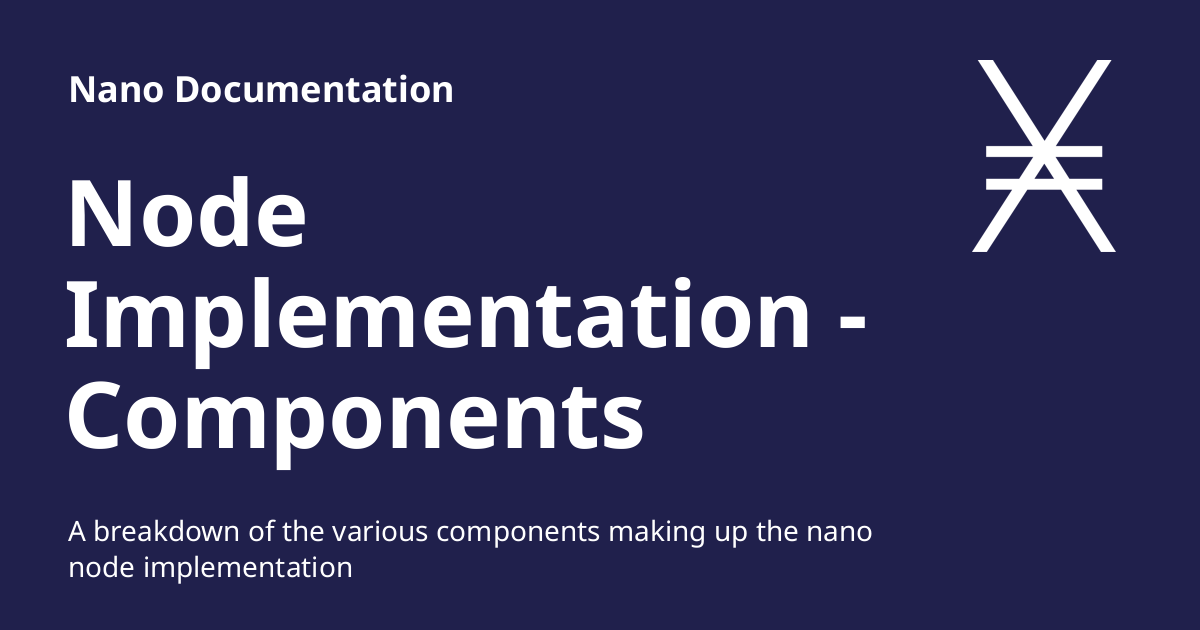 Nano Documentation
Node
Implementation -
Components
A breakdown of the various components making up the nano
node implementation